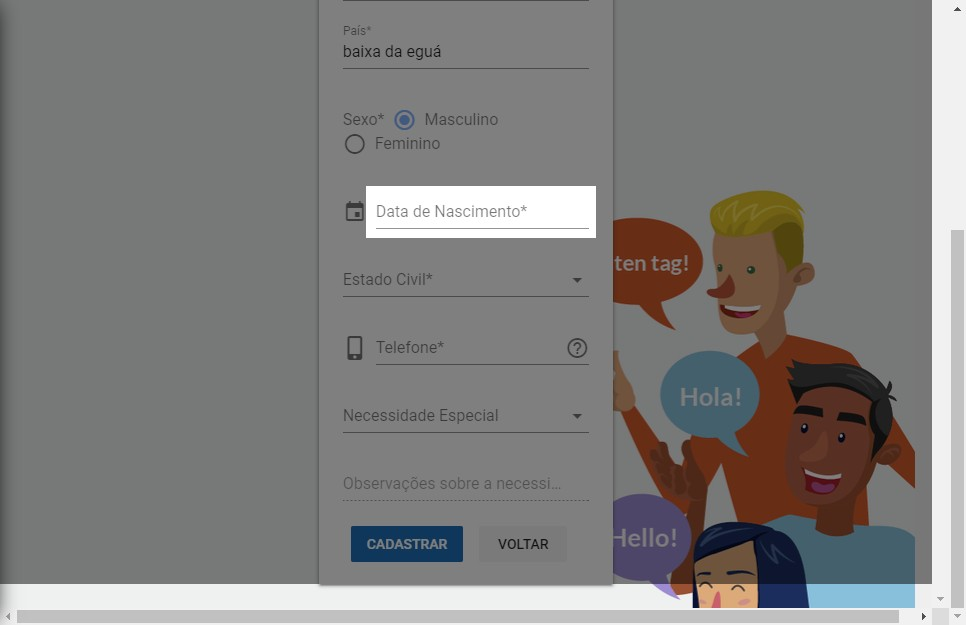 País*
baixa da eguá
Sexo* Masculino
Feminino
Data de Nascimento*
ten tag!
Estado Civil*
Telefone*
Hola!
Necessidade Especial
Observações sobre a necessi...
Hello!
CADASTRAR VOLTAR